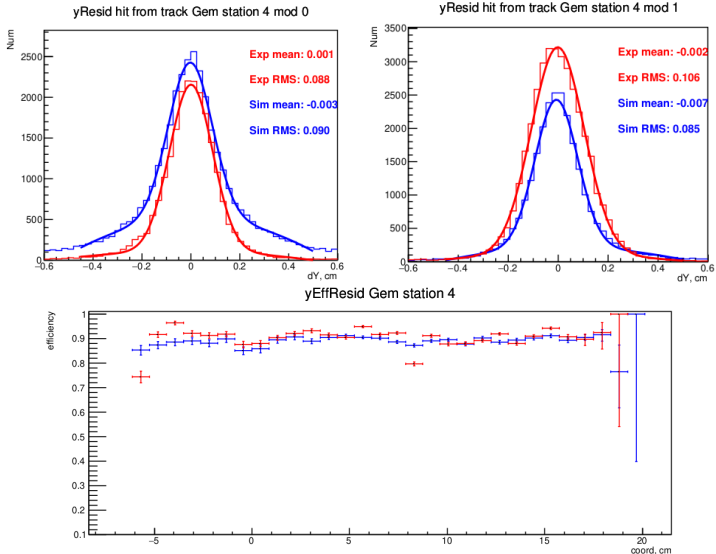 yResid hit from track Gem station 4 mod 0
Num
2500
2000
1500
1000
500
0
−0.6 −0.4 −0.2 0 0.2 0.4 0.6
dY, cm
Exp mean: 0.001
Exp RMS: 0.088
Sim mean: -0.003
Sim RMS: 0.090
yResid hit from track Gem station 4 mod 1
Num
3500
3000
2500
2000
1500
1000
500
0
−0.6 −0.4 −0.2 0 0.2 0.4 0.6
dY, cm
Exp mean: -0.002
Exp RMS: 0.106
Sim mean: -0.007
Sim RMS: 0.085
yEffResid Gem station 4
efficiency
1
0.9
0.8
0.7
0.6
0.5
0.4
0.3
0.2
0.1
−5 0 5 10 15 20
coord. cm